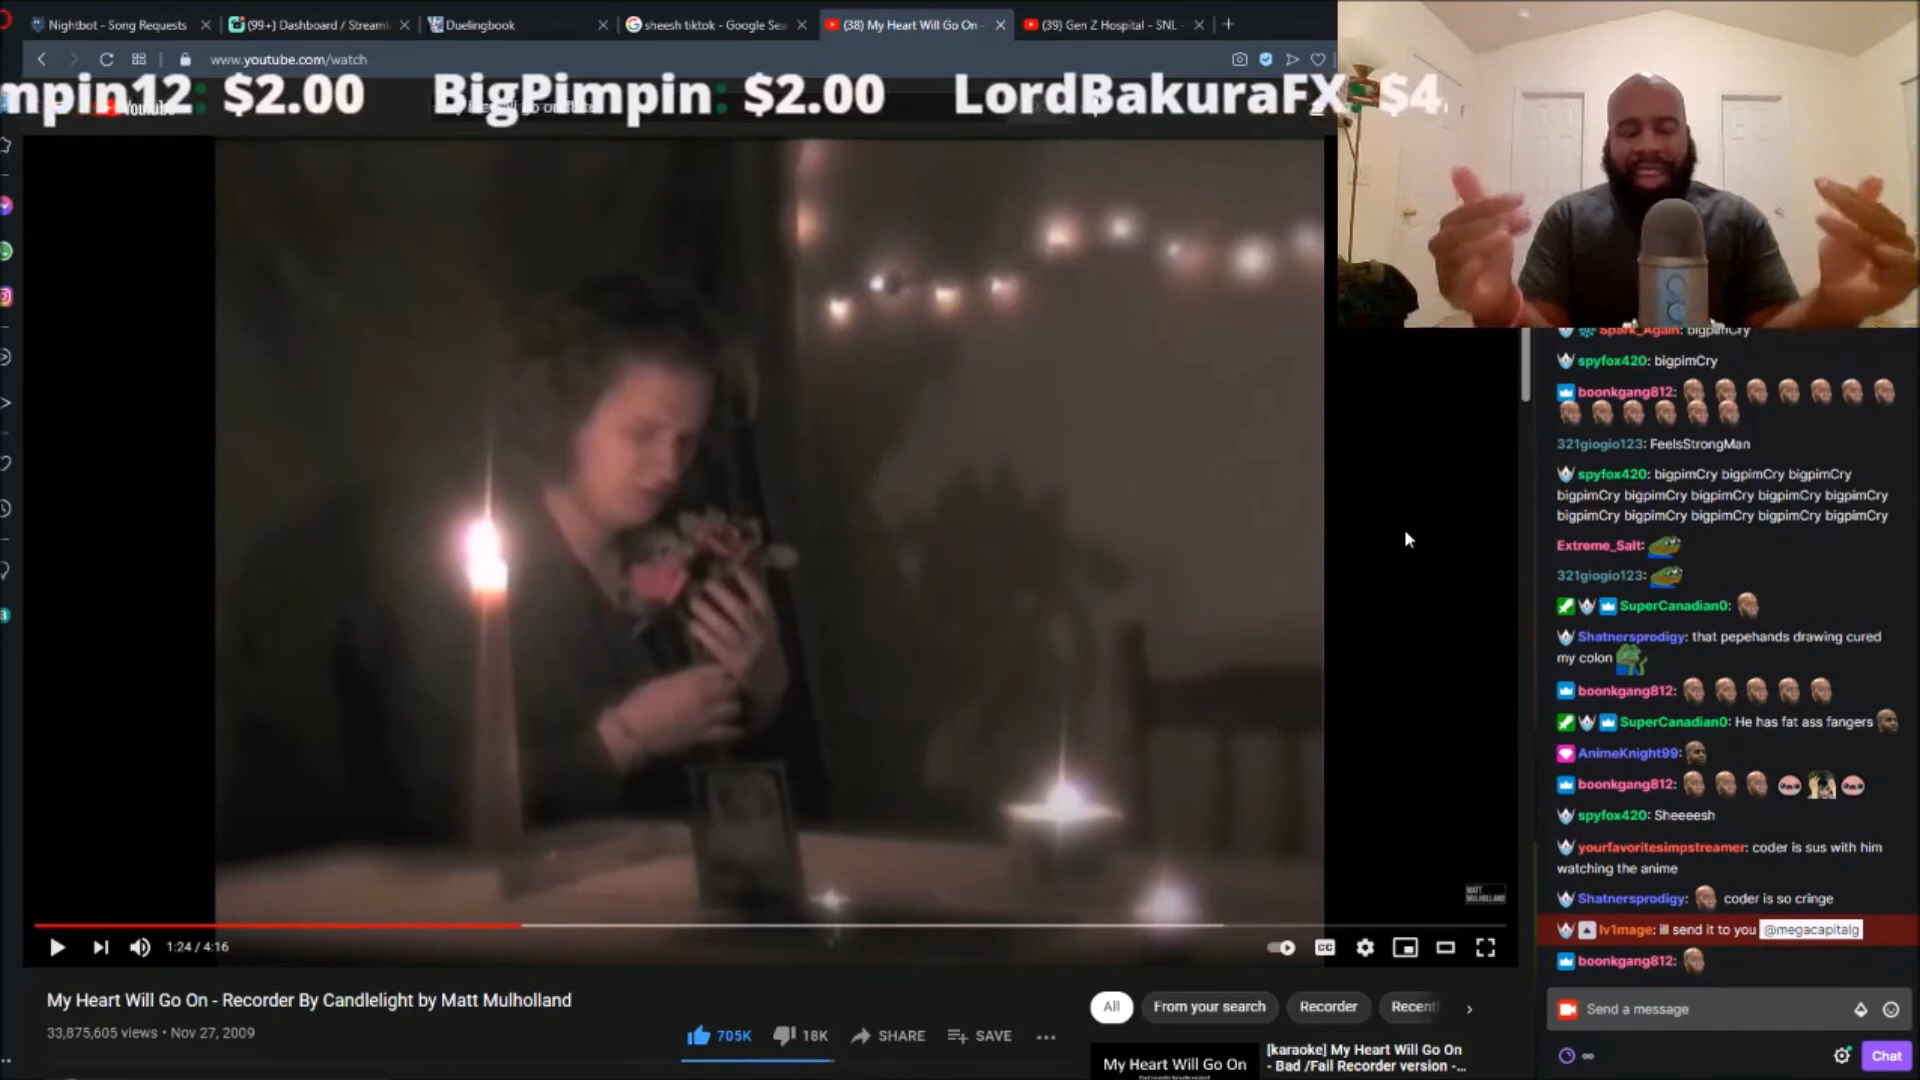 Nightbot - Song Requests
(99+) Dashboard / Streaml
Duelingbook
sheesh tiktok - Google Sea
(38) My Heart Will Go On -
(39) Gen Z Hospital - SNL -
www.youtube.com/watch
mpin12: $2.00 BigPimpin: $2.00 LordBakuraFX: $4.
MATT
MULHOLLAND
1:24 / 4:16
CC
My Heart Will Go On - Recorder By Candlelight by Matt Mulholland
33,875,605 views • Nov 27, 2009
705K
18K
SHARE
SAVE
All
From your search
Recorder
Recent
My Heart Will Go On
[karaoke] My Heart Will Go On
- Bad /Fail Recorder version -...
Spark_Again: bigpimCry
spyfox420: bigpimCry
boonkgang812:
321giogio123: FeelsStrongMan
spyfox420: bigpimCry bigpimCry bigpimCry
bigpimCry bigpimCry bigpimCry bigpimCry bigpimCry
bigpimCry bigpimCry bigpimCry bigpimCry bigpimCry
Extreme_Salt:
321giogio123:
SuperCanadian0:
Shatnersprodigy: that pepehands drawing cured
my colon
boonkgang812:
SuperCanadian0: He has fat ass fangers
AnimeKnight99:
boonkgang812:
spyfox420: Sheeeesh
yourfavoritesimpstreamer: coder is sus with him
watching the anime
Shatnersprodigy: coder is so cringe
lv1mage: ill send it to you @megacapitalg
boonkgang812:
Send a message
Chat